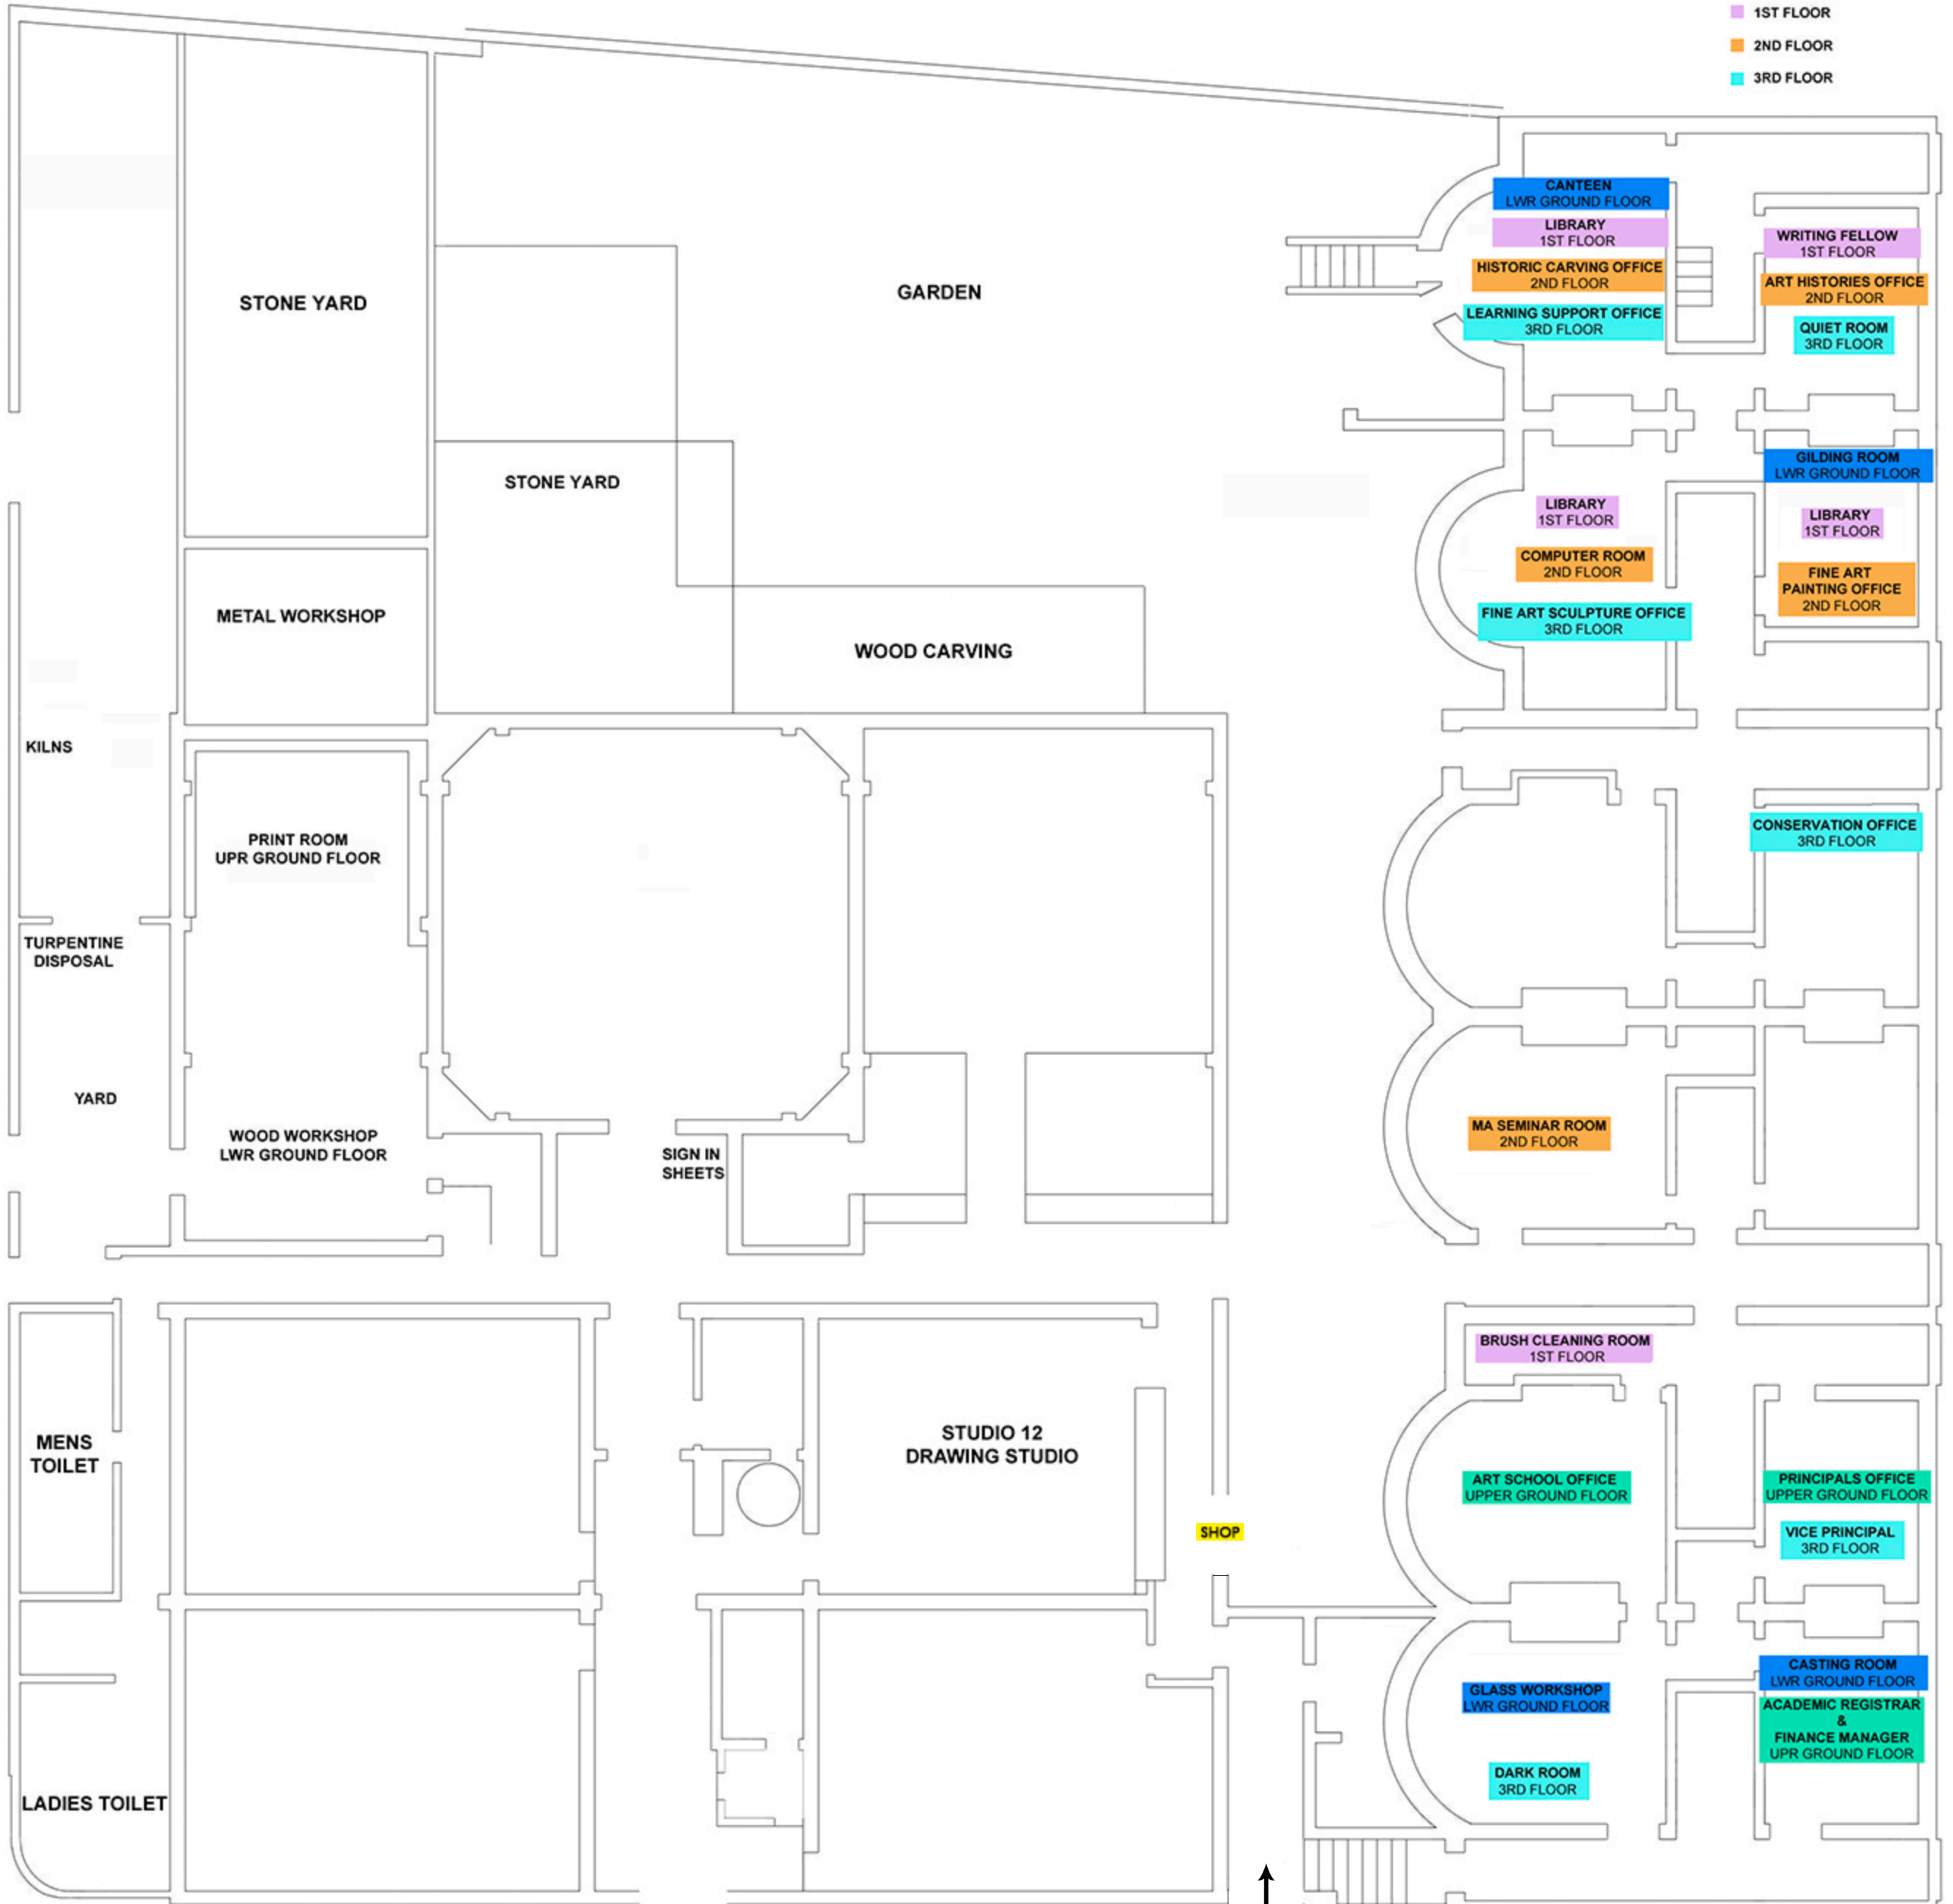 1ST FLOOR
2ND FLOOR
3RD FLOOR
CANTEEN
LWR GROUND FLOOR
LIBRARY
1ST FLOOR
HISTORIC CARVING OFFICE
2ND FLOOR
LEARNING SUPPORT OFFICE
3RD FLOOR
WRITING FELLOW
1ST FLOOR
ART HISTORIES OFFICE
2ND FLOOR
QUIET ROOM
3RD FLOOR
STONE YARD
GARDEN
STONE YARD
GILDING ROOM
LWR GROUND FLOOR
LIBRARY
1ST FLOOR
COMPUTER ROOM
2ND FLOOR
FINE ART SCULPTURE OFFICE
3RD FLOOR
LIBRARY
1ST FLOOR
FINE ART
PAINTING OFFICE
2ND FLOOR
METAL WORKSHOP
WOOD CARVING
KILNS
PRINT ROOM
UPR GROUND FLOOR
CONSERVATION OFFICE
3RD FLOOR
TURPENTINE
DISPOSAL
YARD
WOOD WORKSHOP
LWR GROUND FLOOR
SIGN IN
SHEETS
MA SEMINAR ROOM
2ND FLOOR
BRUSH CLEANING ROOM
1ST FLOOR
MENS
TOILET
STUDIO 12
DRAWING STUDIO
ART SCHOOL OFFICE
UPPER GROUND FLOOR
PRINCIPALS OFFICE
UPPER GROUND FLOOR
SHOP
VICE PRINCIPAL
3RD FLOOR
GLASS WORKSHOP
LWR GROUND FLOOR
CASTING ROOM
LWR GROUND FLOOR
ACADEMIC REGISTRAR
&
FINANCE MANAGER
UPR GROUND FLOOR
DARK ROOM
3RD FLOOR
LADIES TOILET